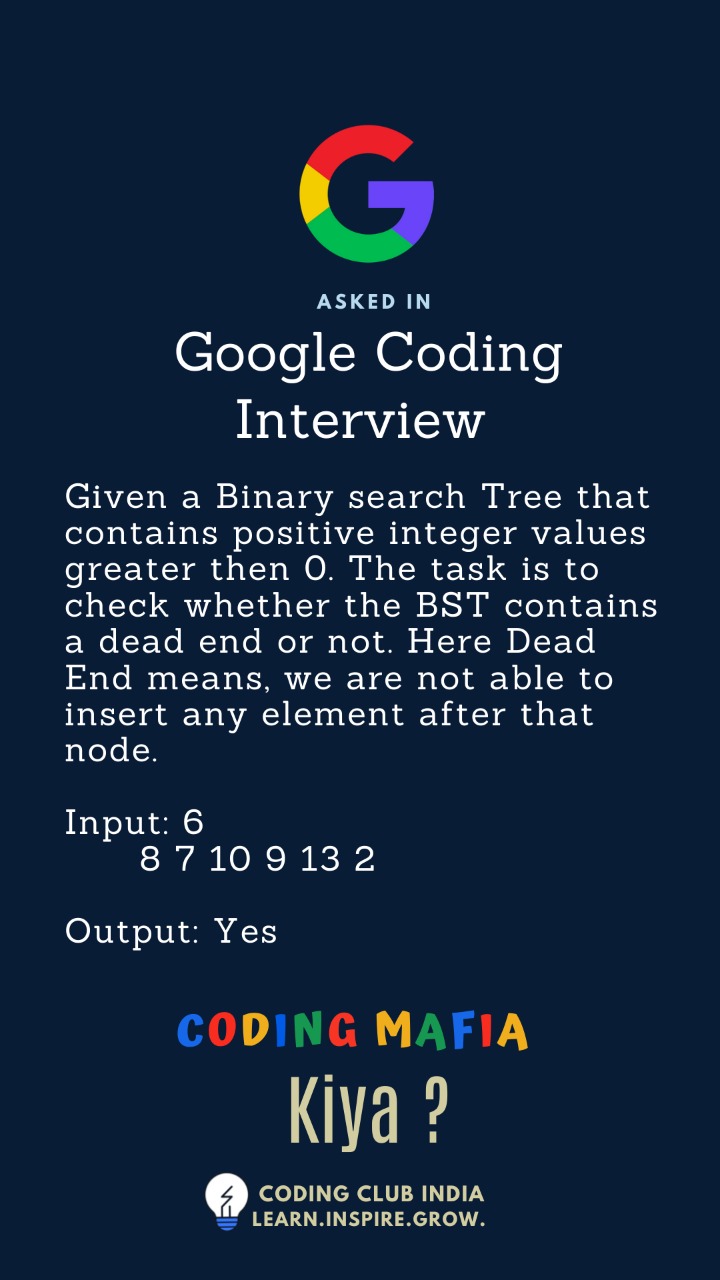 ASKED IN
Google Coding
Interview
Given a Binary search Tree that
contains positive integer values
greater then 0. The task is to
check whether the BST contains
a dead end or not. Here Dead
End means, we are not able to
insert any element after that
node.
Input: 6
8 7 10 9 13 2
Output: Yes
CODING MAFIA
Kiya ?
CODING CLUB INDIA
LEARN.INSPIRE.GROW.